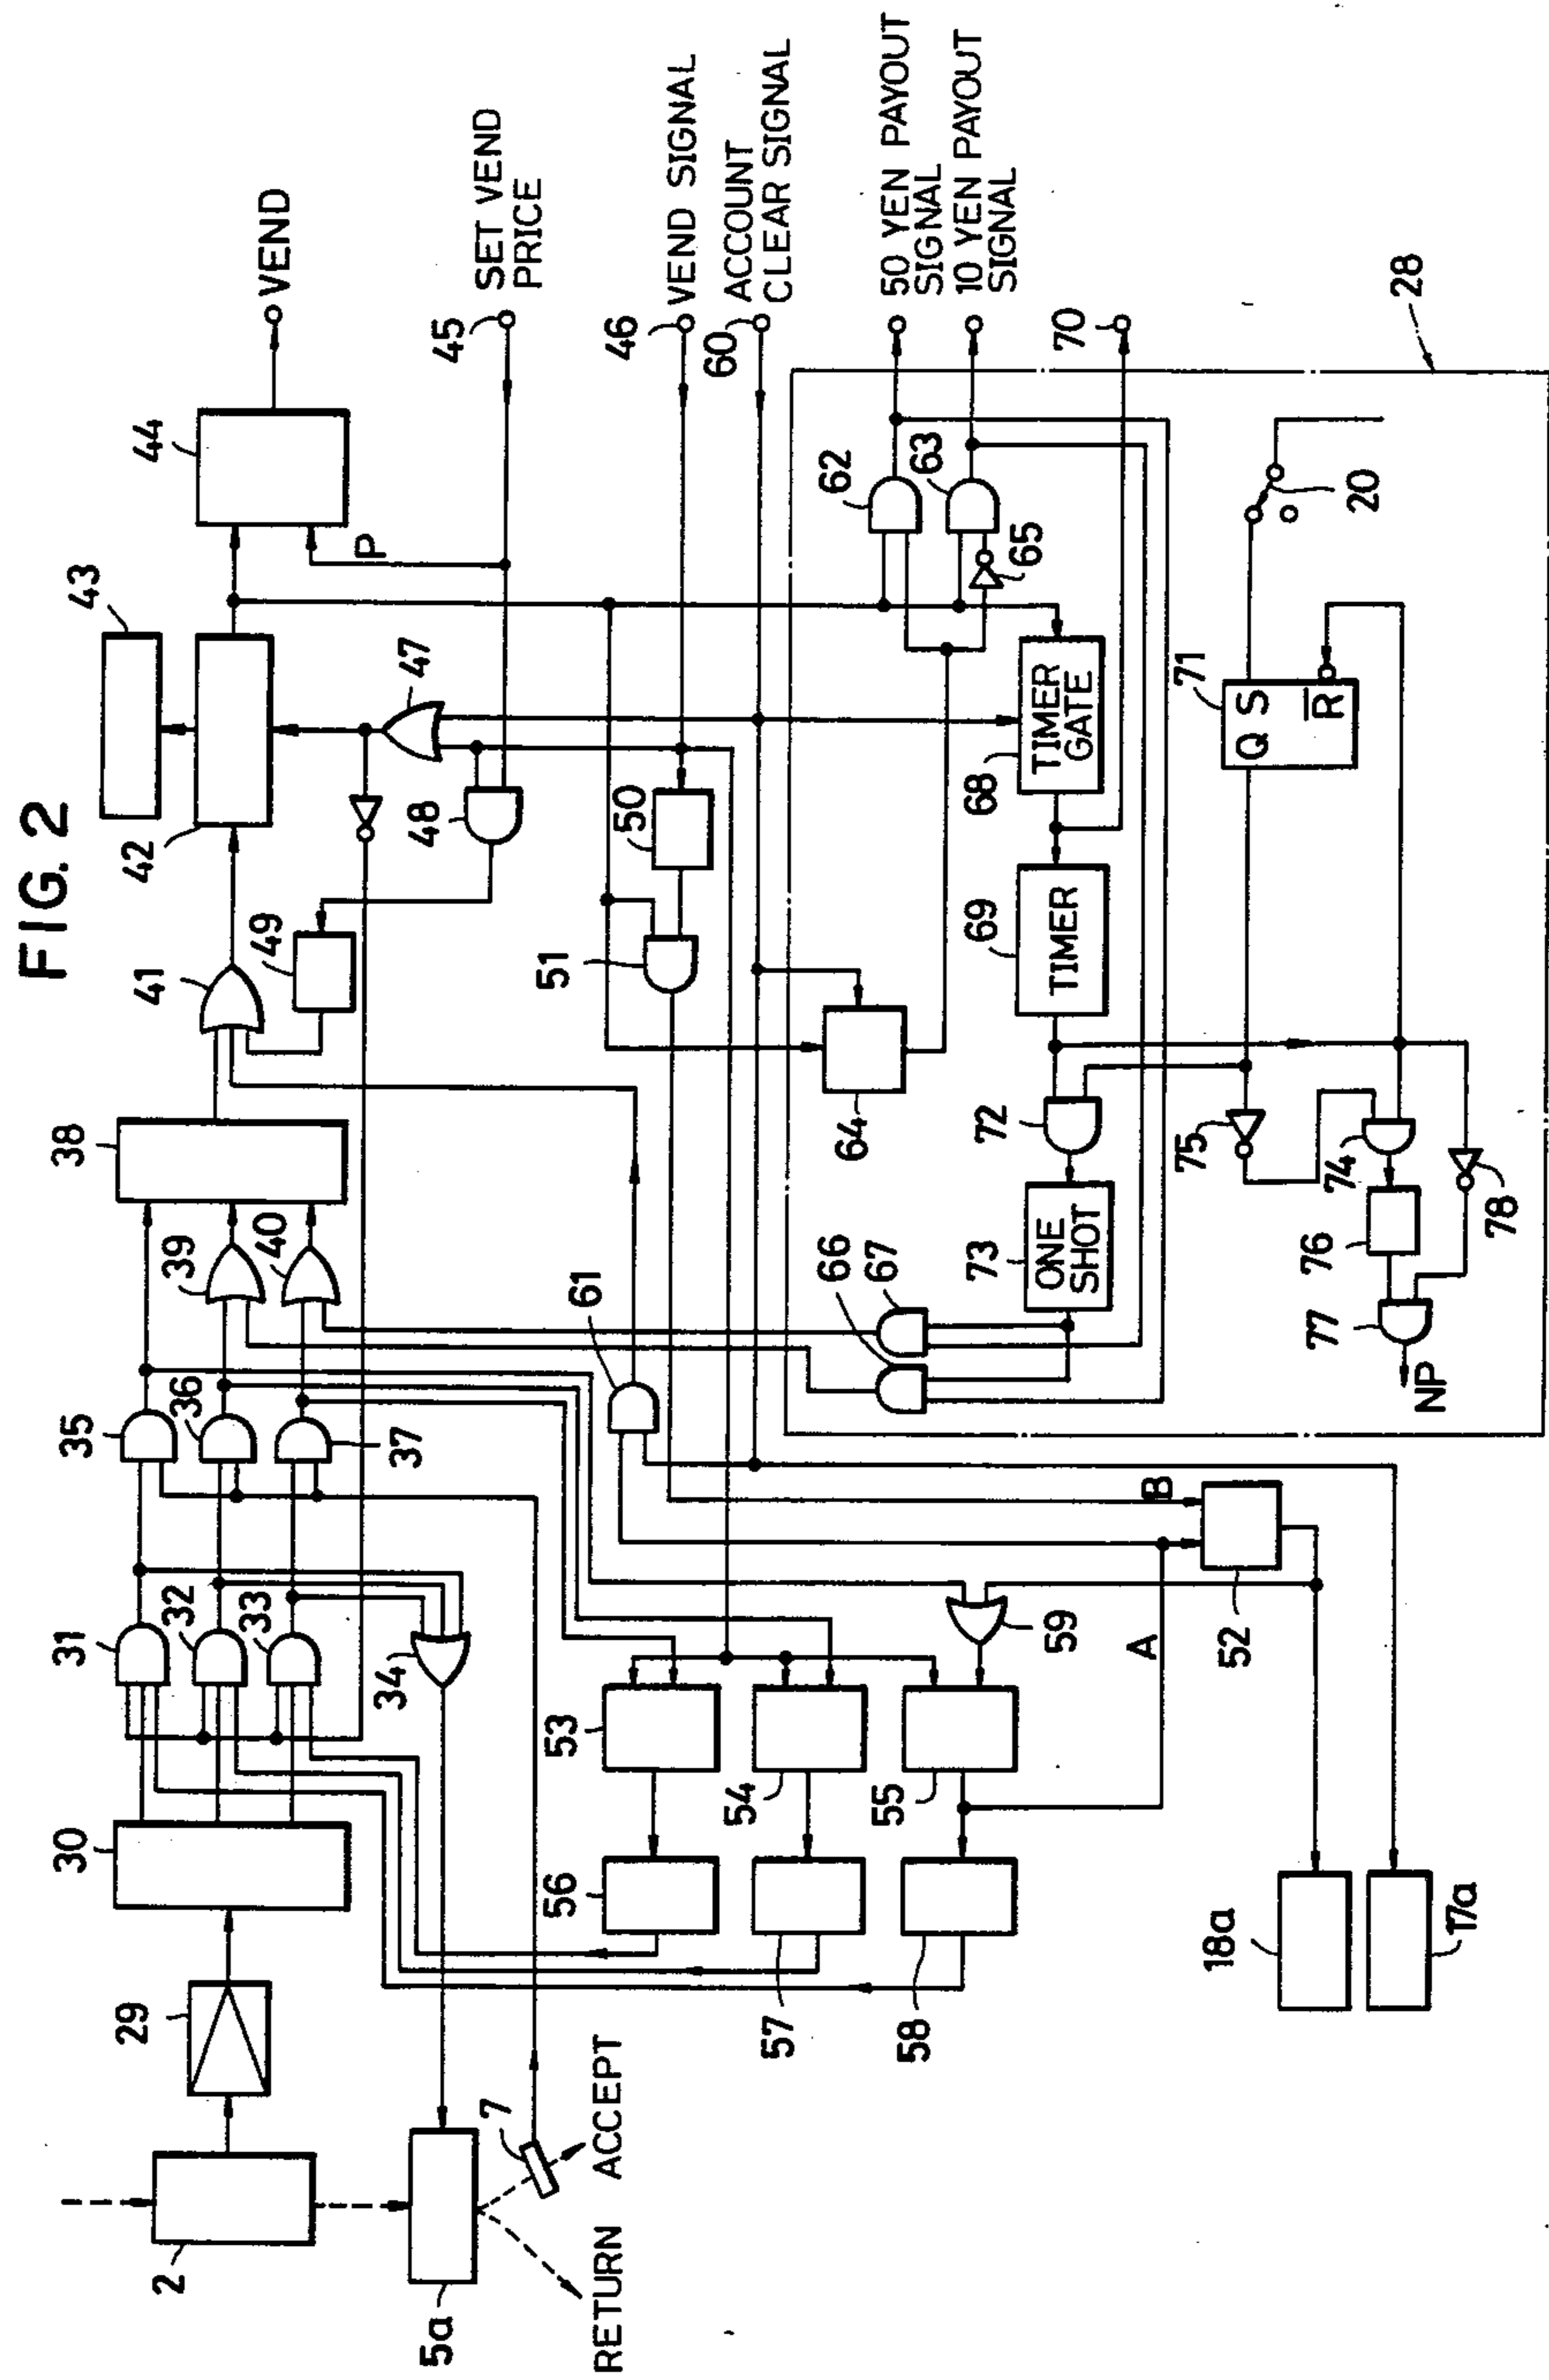 FIG. 2
2
29
30
31
32
33
34
35
36
37
38
39
40
41
42
43
44
VEND
P
45
SET VEND
PRICE
46
VEND SIGNAL
60
ACCOUNT
CLEAR SIGNAL
47
48
49
50
51
61
5a
7
RETURN
ACCEPT
53
54
55
56
57
58
59
A
B
52
18a
17a
62
63
64
65
50 YEN PAYOUT
SIGNAL
10 YEN PAYOUT
SIGNAL
70
28
66
67
68
TIMER
GATE
69
TIMER
72
73
ONE
SHOT
71
Q S
R̅
20
74
75
76
77
78
NP